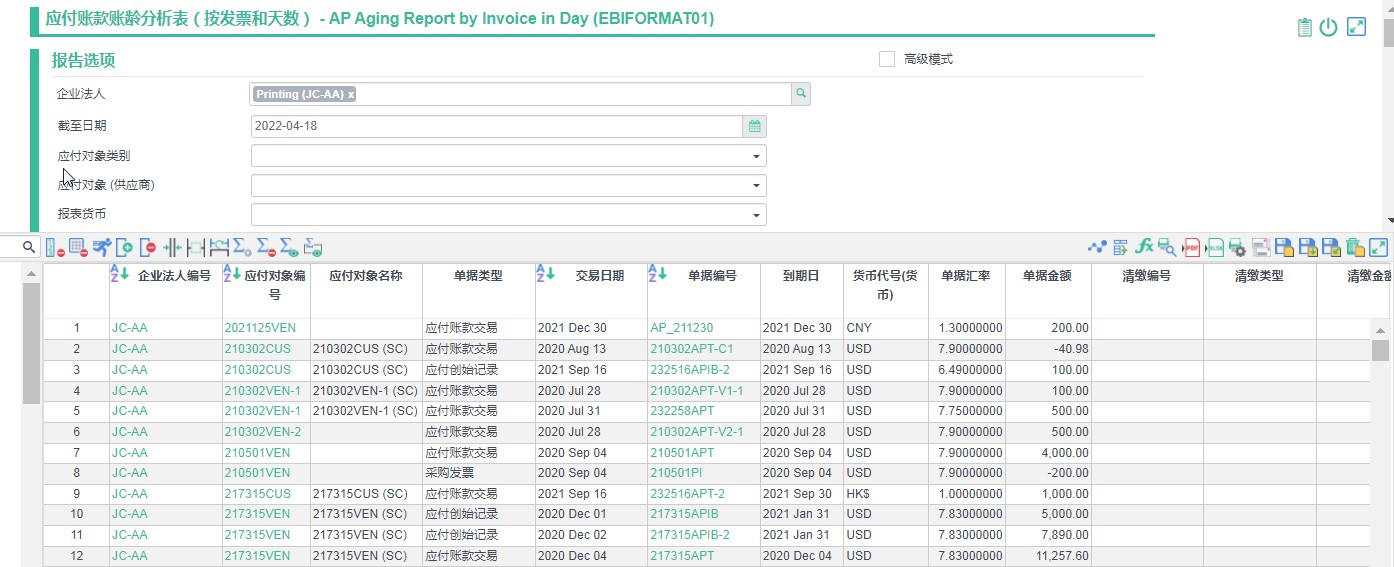 应付账款账龄分析表（按发票和天数） - AP Aging Report by Invoice in Day (EBIFORMAT01)
报告选项
高级模式
企业法人 Printing (JC-AA) x
截至日期 2022-04-18
应付对象类别
应付对象 (供应商)
报表货币
企业法人编号 应付对象编号 应付对象名称 单据类型 交易日期 单据编号 到期日 货币代号(货币) 单据汇率 单据金额 清缴编号 清缴类型 清缴金
1 JC-AA 2021125VEN 应付账款交易 2021 Dec 30 AP_211230 2021 Dec 30 CNY 1.30000000 200.00
2 JC-AA 210302CUS 210302CUS (SC) 应付账款交易 2020 Aug 13 210302APT-C1 2020 Aug 13 USD 7.90000000 -40.98
3 JC-AA 210302CUS 210302CUS (SC) 应付创始记录 2021 Sep 16 232516APIB-2 2021 Sep 16 USD 6.49000000 100.00
4 JC-AA 210302VEN-1 210302VEN-1 (SC) 应付账款交易 2020 Jul 28 210302APT-V1-1 2020 Jul 28 USD 7.90000000 100.00
5 JC-AA 210302VEN-1 210302VEN-1 (SC) 应付账款交易 2020 Jul 31 232258APT 2020 Jul 31 USD 7.75000000 500.00
6 JC-AA 210302VEN-2 应付账款交易 2020 Jul 28 210302APT-V2-1 2020 Jul 28 USD 7.90000000 500.00
7 JC-AA 210501VEN 应付账款交易 2020 Sep 04 210501APT 2020 Sep 04 USD 7.90000000 4,000.00
8 JC-AA 210501VEN 采购发票 2020 Sep 04 210501PI 2020 Sep 04 USD 7.90000000 -200.00
9 JC-AA 217315CUS 217315CUS (SC) 应付账款交易 2021 Sep 16 232516APT-2 2021 Sep 30 HK$ 1.00000000 1,000.00
10 JC-AA 217315VEN 217315VEN (SC) 应付创始记录 2020 Dec 01 217315APIB 2021 Jan 31 USD 7.83000000 5,000.00
11 JC-AA 217315VEN 217315VEN (SC) 应付创始记录 2020 Dec 02 217315APIB-2 2021 Jan 31 USD 7.83000000 7,890.00
12 JC-AA 217315VEN 217315VEN (SC) 应付账款交易 2020 Dec 04 217315APT 2020 Dec 04 USD 7.83000000 11,257.60